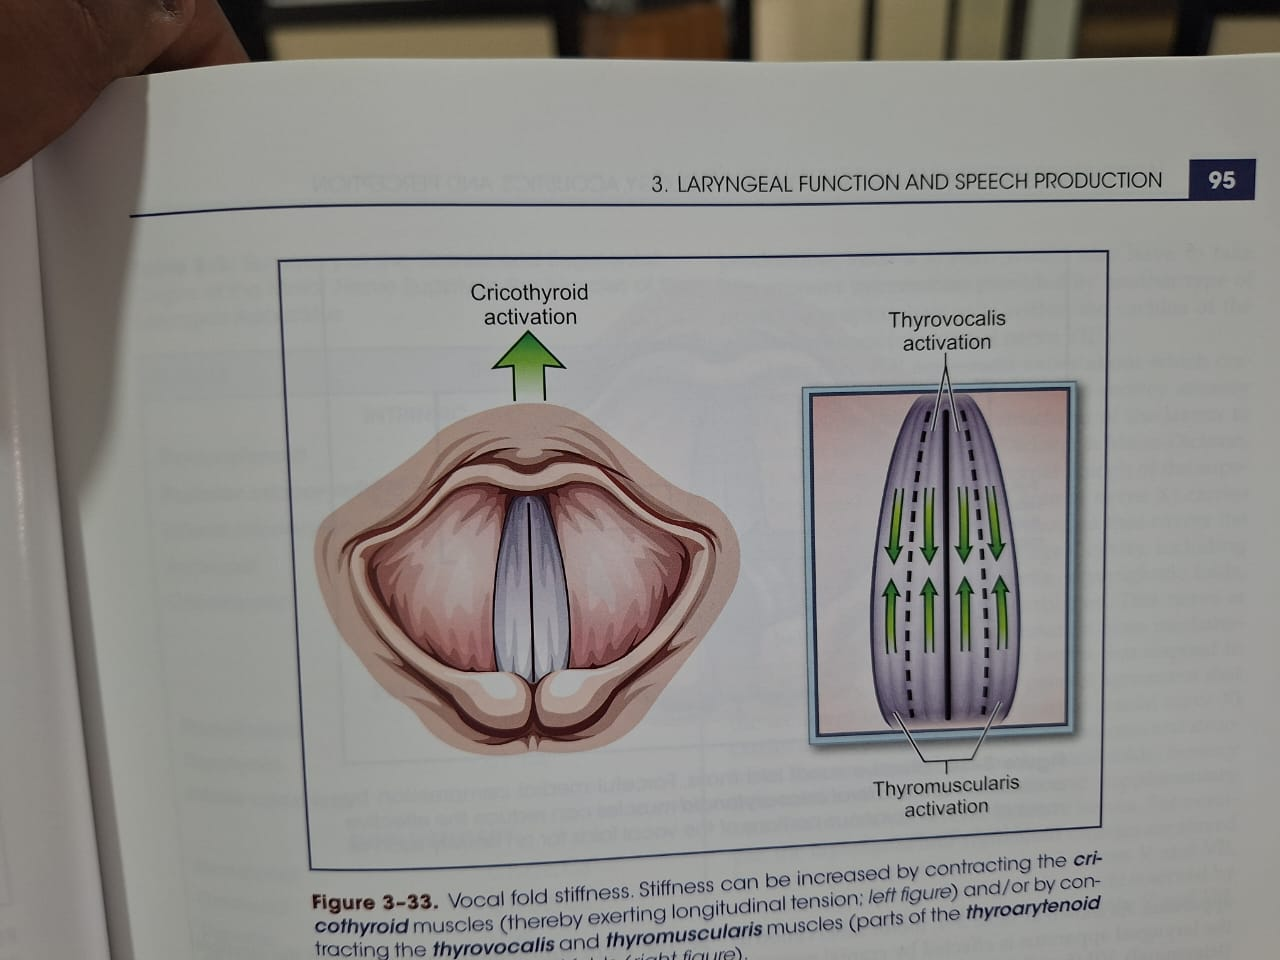 3. LARYNGEAL FUNCTION AND SPEECH PRODUCTION 95
Cricothyroid
activation
Thyrovocalis
activation
Thyromuscularis
activation
Figure 3–33. Vocal fold stiffness. Stiffness can be increased by contracting the cri-
cothyroid muscles (thereby exerting longitudinal tension; left figure) and/or by con-
tracting the thyrovocalis and thyromuscularis muscles (parts of the thyroarytenoid
(right figure).